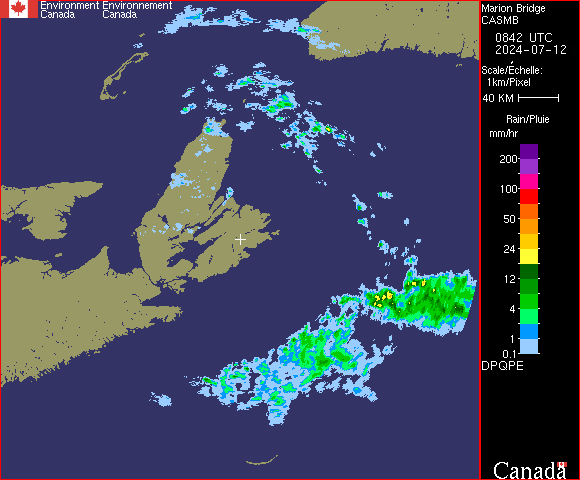 Environment Environnement
Canada Canada
Marion Bridge
CASMB
0842 UTC
2024-07-12
Scale/Échelle:
1km/Pixel
40 KM
Rain/Pluie
mm/hr
200
100
50
24
12
4
1
0.1
DPQPE
Canada